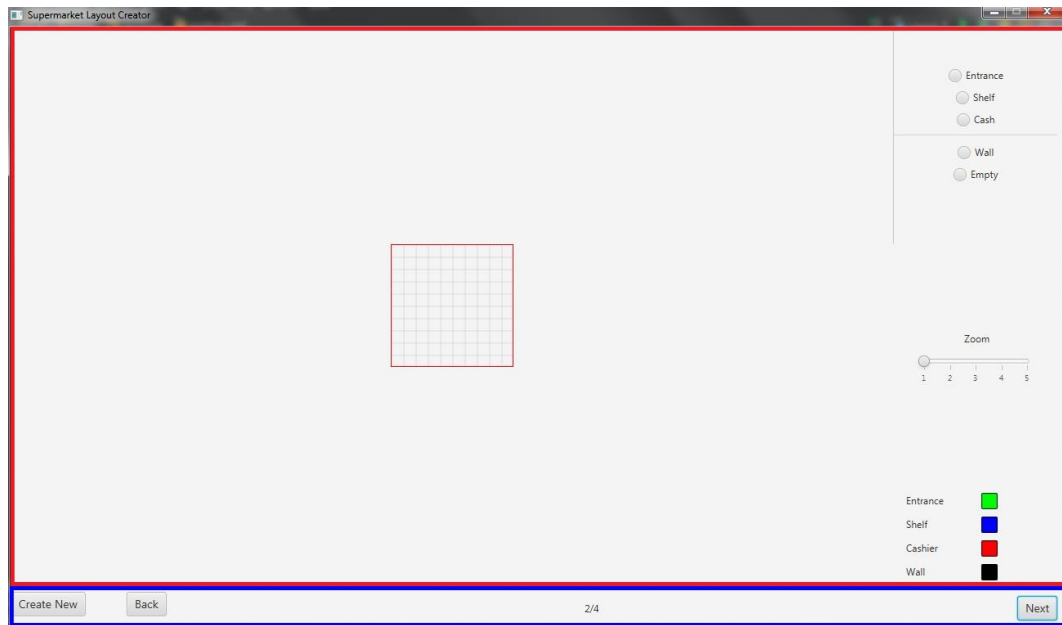 Supermarket Layout Creator
Entrance
Shelf
Cash
Wall
Empty
Zoom
1 2 3 4 5
Entrance
Shelf
Cashier
Wall
Create New Back 2/4 Next